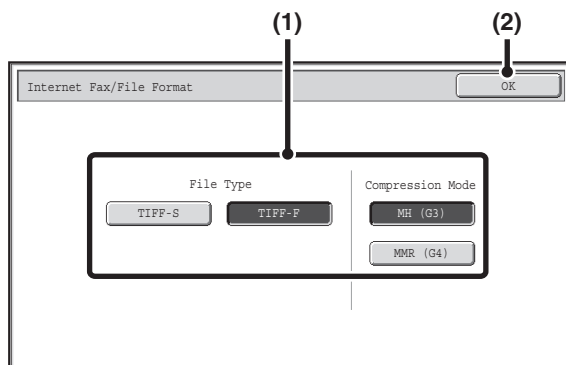 (1) (2)
Internet Fax/File Format OK
File Type Compression Mode
TIFF-S TIFF-F MH (G3)
MMR (G4)